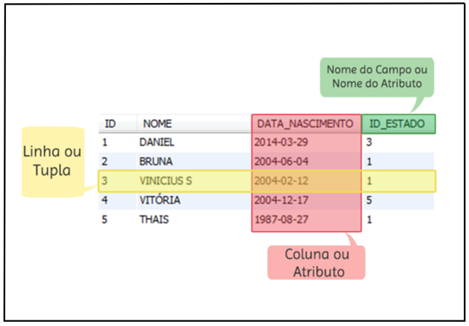 Nome do Campo ou
Nome do Atributo
ID NOME DATA_NASCIMENTO ID_ESTADO
1 DANIEL 2014-03-29 3
2 BRUNA 2004-06-04 1
3 VINICIUS S 2004-02-12 1
4 VITÓRIA 2004-12-17 5
5 THAIS 1987-08-27 1
Linha ou
Tupla
Coluna ou
Atributo